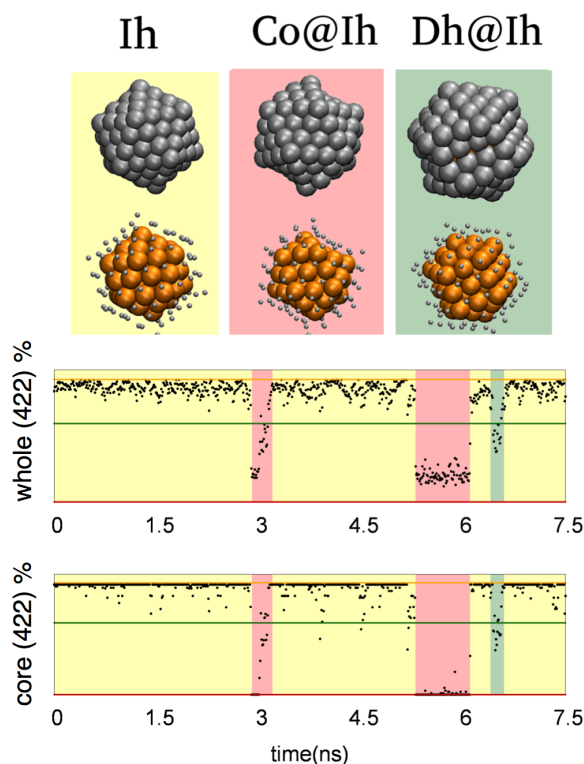 Ih Co@Ih Dh@Ih
whole (422) %
0 1.5 3 4.5 6 7.5
core (422) %
0 1.5 3 4.5 6 7.5
time(ns)